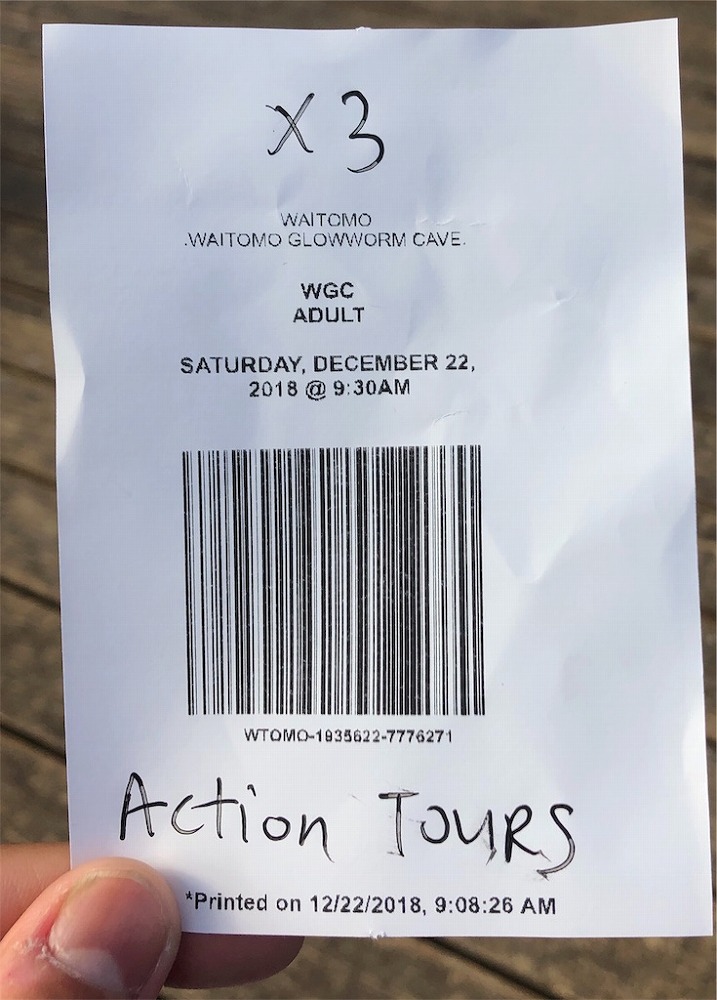 X 3
WAITOMO
.WAITOMO GLOWWORM CAVE.
WGC
ADULT
SATURDAY, DECEMBER 22,
2018 @ 9:30AM
WTOMO-1935622-7776271
Action Tours
*Printed on 12/22/2018, 9:08:26 AM